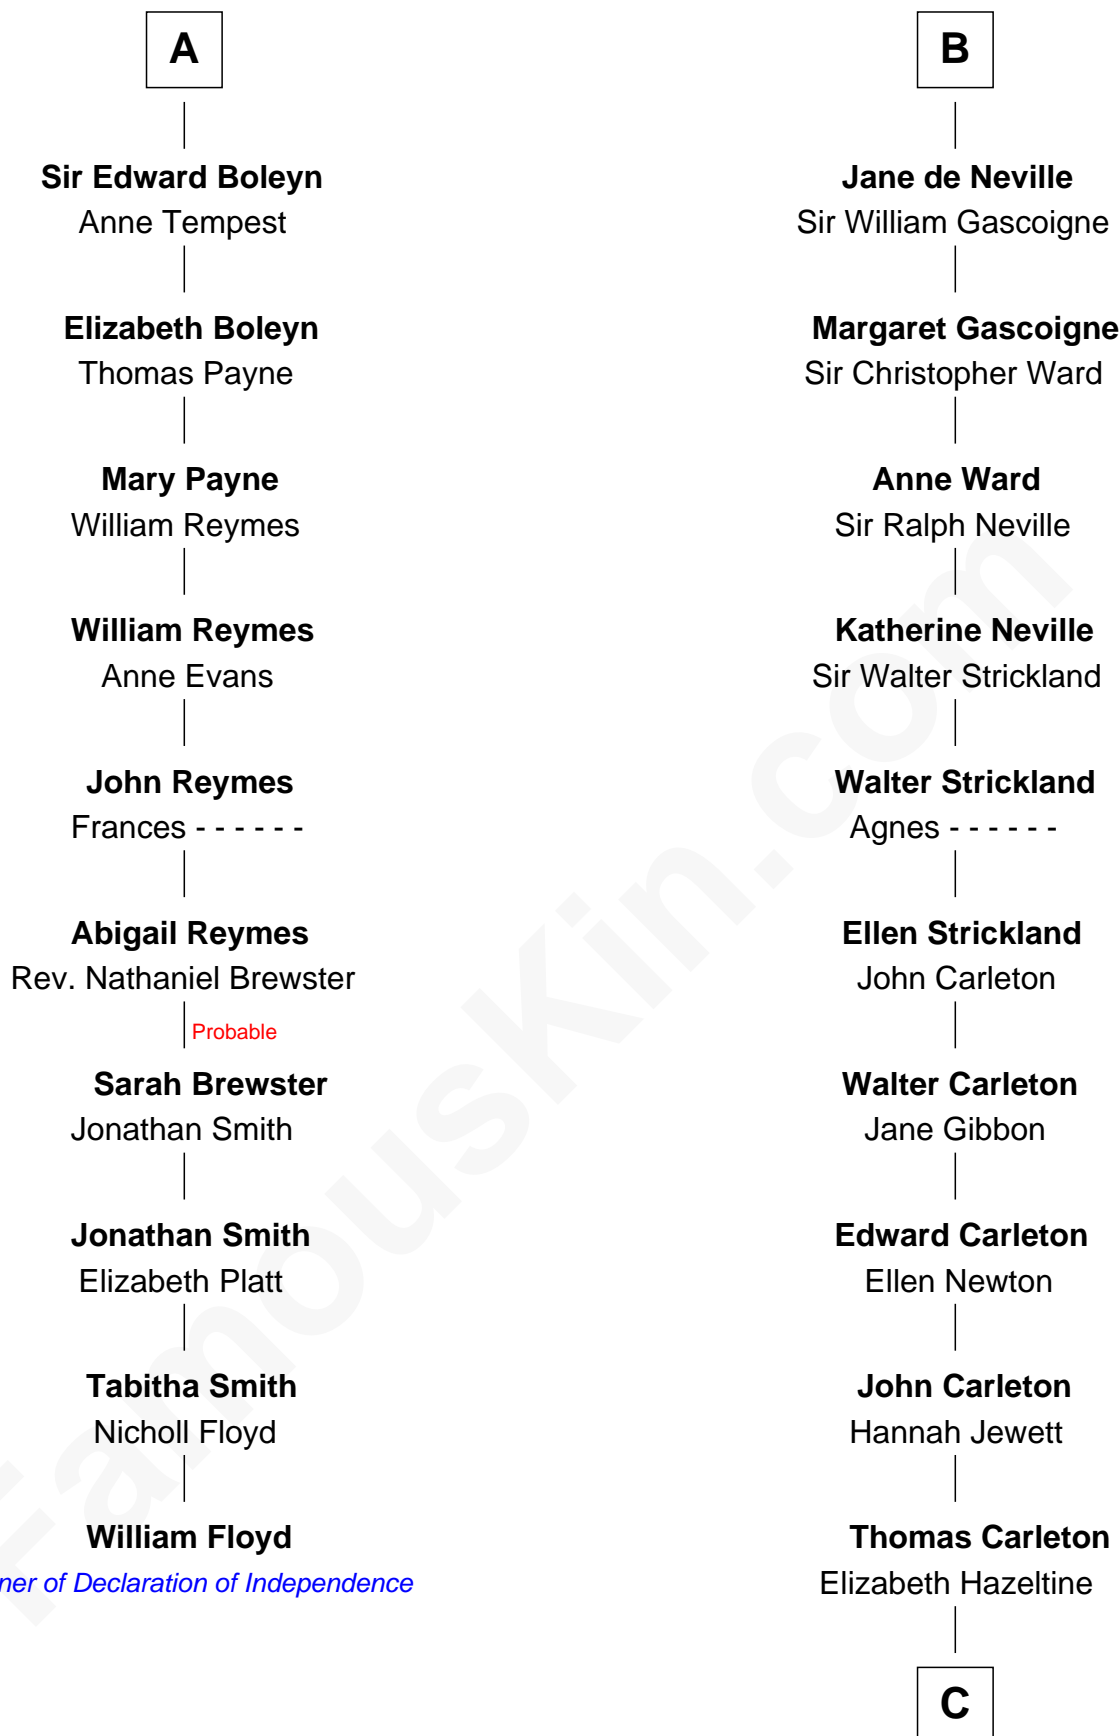 A
Sir Edward Boleyn
Anne Tempest
Elizabeth Boleyn
Thomas Payne
Mary Payne
William Reymes
William Reymes
Anne Evans
John Reymes
Frances - - - - - -
Abigail Reymes
Rev. Nathaniel Brewster
Probable
Sarah Brewster
Jonathan Smith
Jonathan Smith
Elizabeth Platt
Tabitha Smith
Nicholl Floyd
William Floyd
ner of Declaration of Independence
B
Jane de Neville
Sir William Gascoigne
Margaret Gascoigne
Sir Christopher Ward
Anne Ward
Sir Ralph Neville
Katherine Neville
Sir Walter Strickland
Walter Strickland
Agnes - - - - - -
Ellen Strickland
John Carleton
Walter Carleton
Jane Gibbon
Edward Carleton
Ellen Newton
John Carleton
Hannah Jewett
Thomas Carleton
Elizabeth Hazeltine
C
FamousKin.com